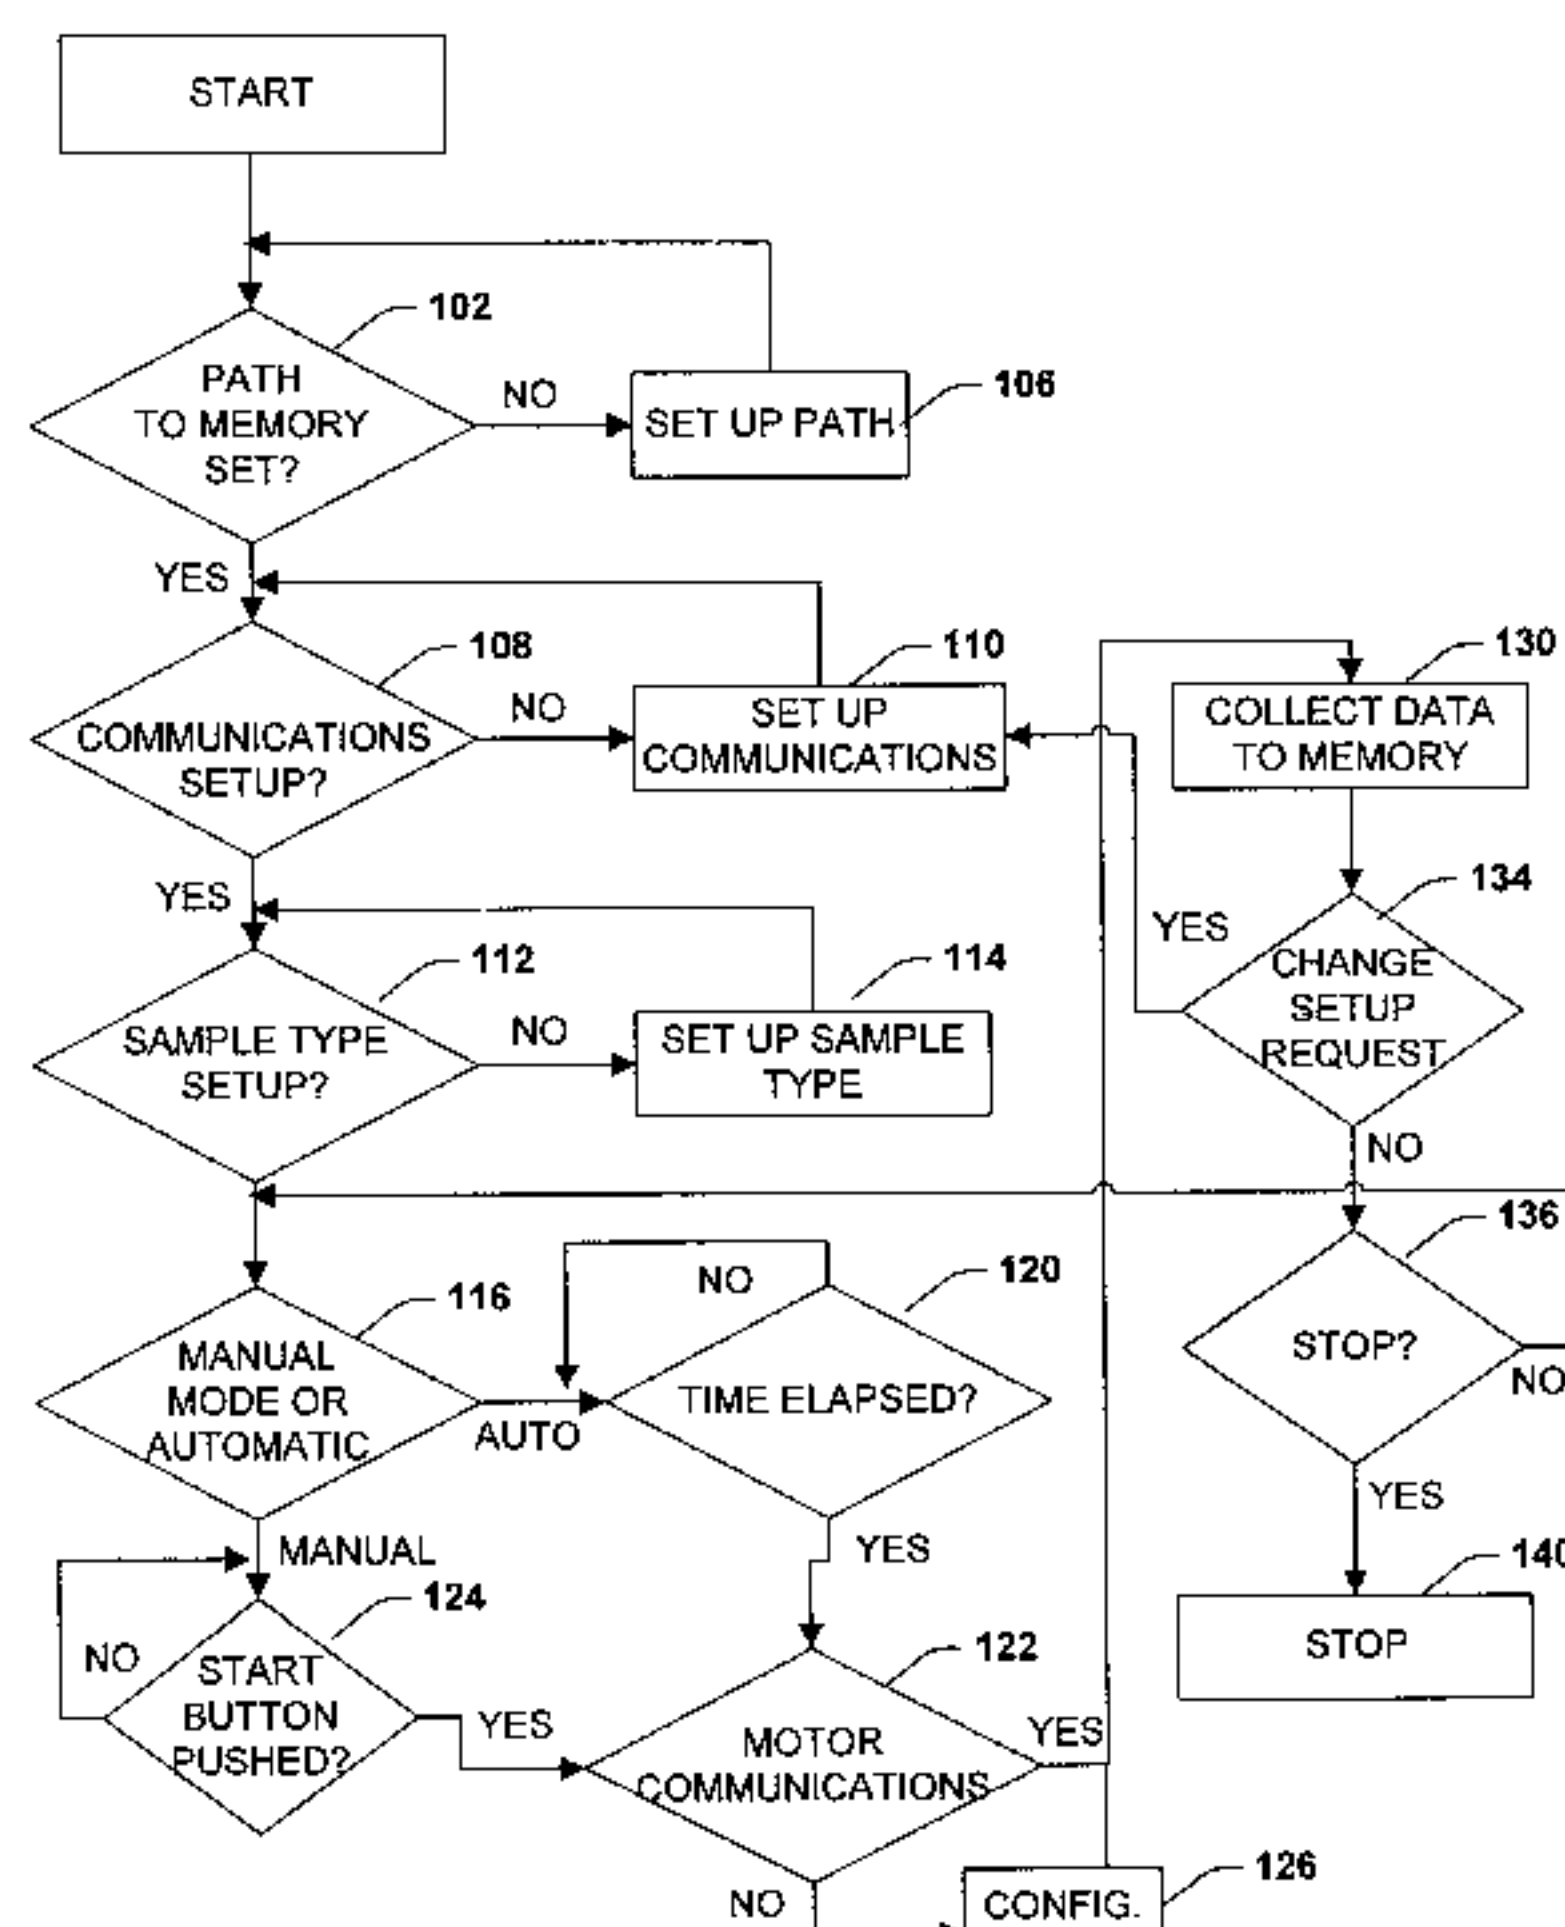 START
102
PATH
TO MEMORY
SET?
NO
SET UP PATH
106
YES
108
COMMUNICATIONS
SETUP?
NO
110
SET UP
COMMUNICATIONS
130
COLLECT DATA
TO MEMORY
YES
112
SAMPLE TYPE
SETUP?
NO
114
SET UP SAMPLE
TYPE
YES
134
CHANGE
SETUP
REQUEST
NO
116
MANUAL
MODE OR
AUTOMATIC
AUTO
NO
120
TIME ELAPSED?
136
STOP?
NO
YES
MANUAL
124
NO
START
BUTTON
PUSHED?
YES
YES
122
MOTOR
COMMUNICATIONS
YES
140
STOP
NO
CONFIG.
126